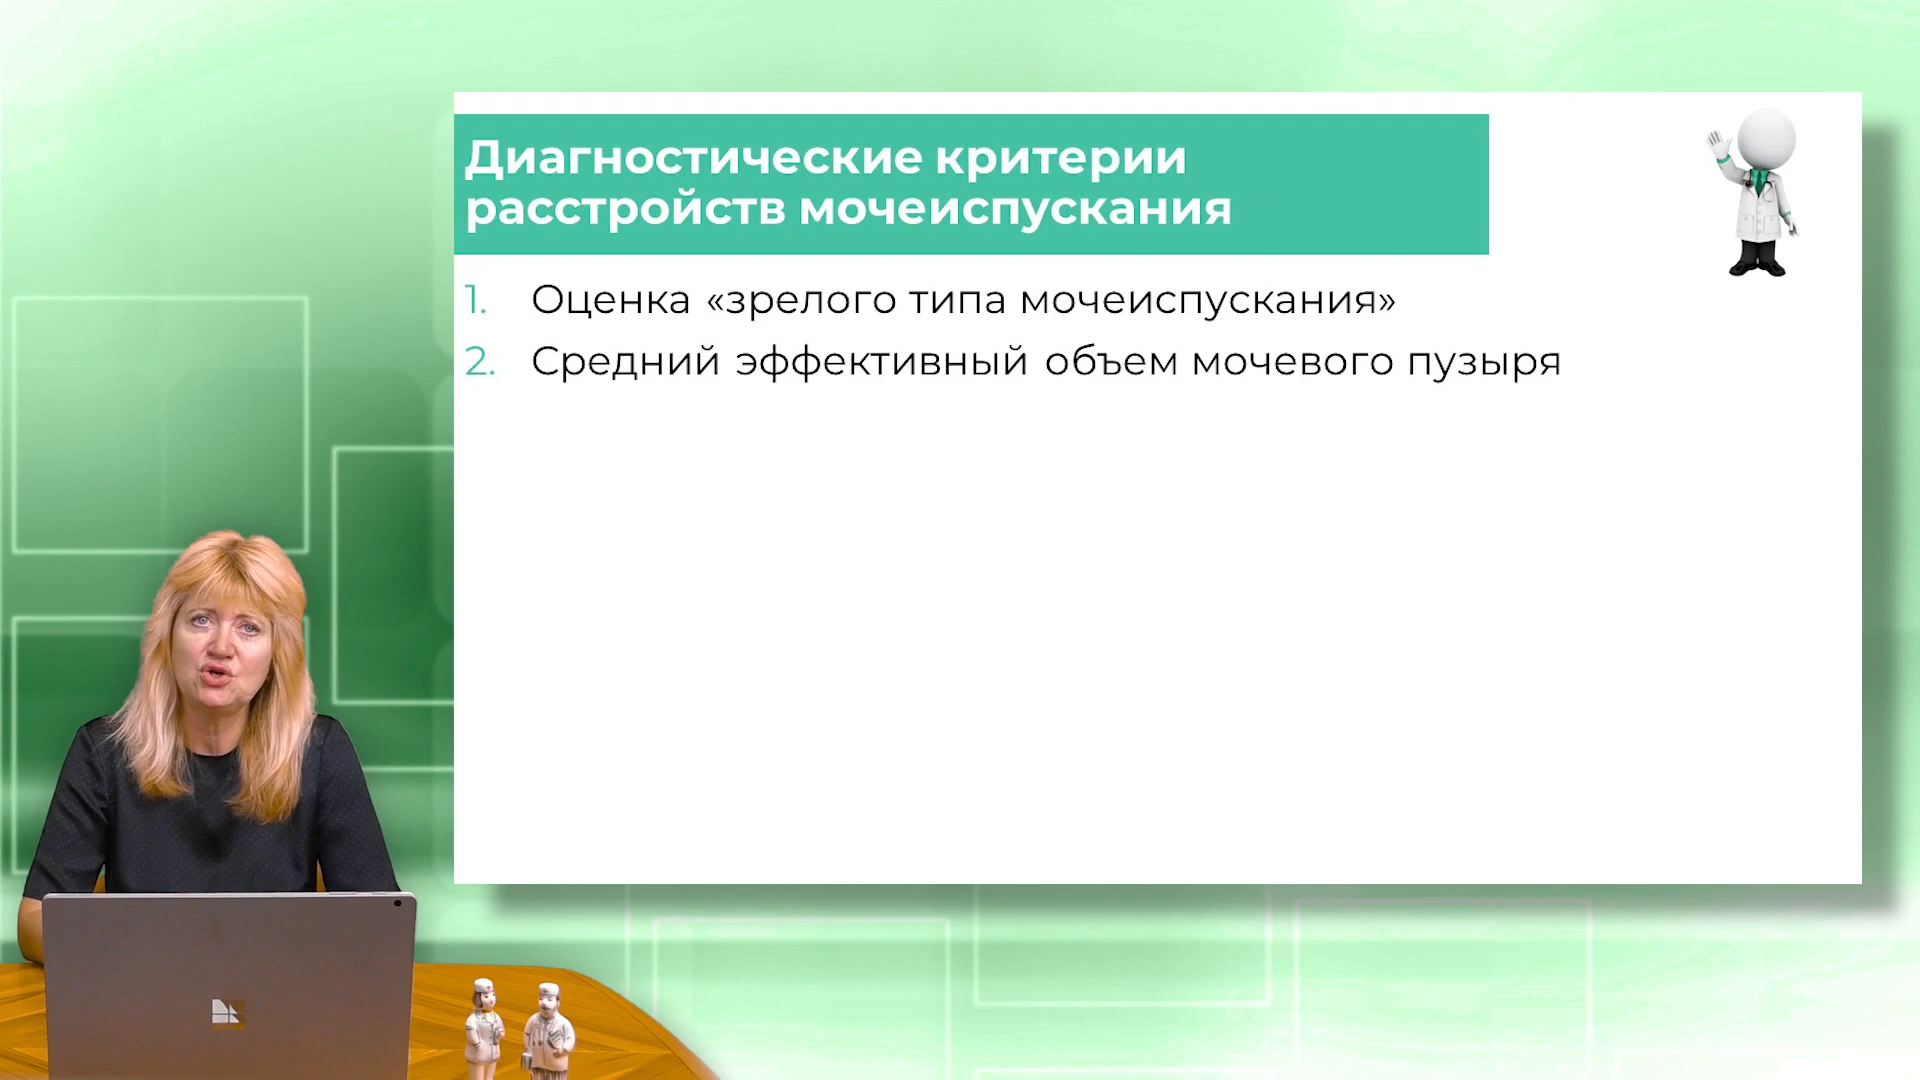 Диагностические критерии
расстройств мочеиспускания
1. Оценка «зрелого типа мочеиспускания»
2. Средний эффективный объем мочевого пузыря